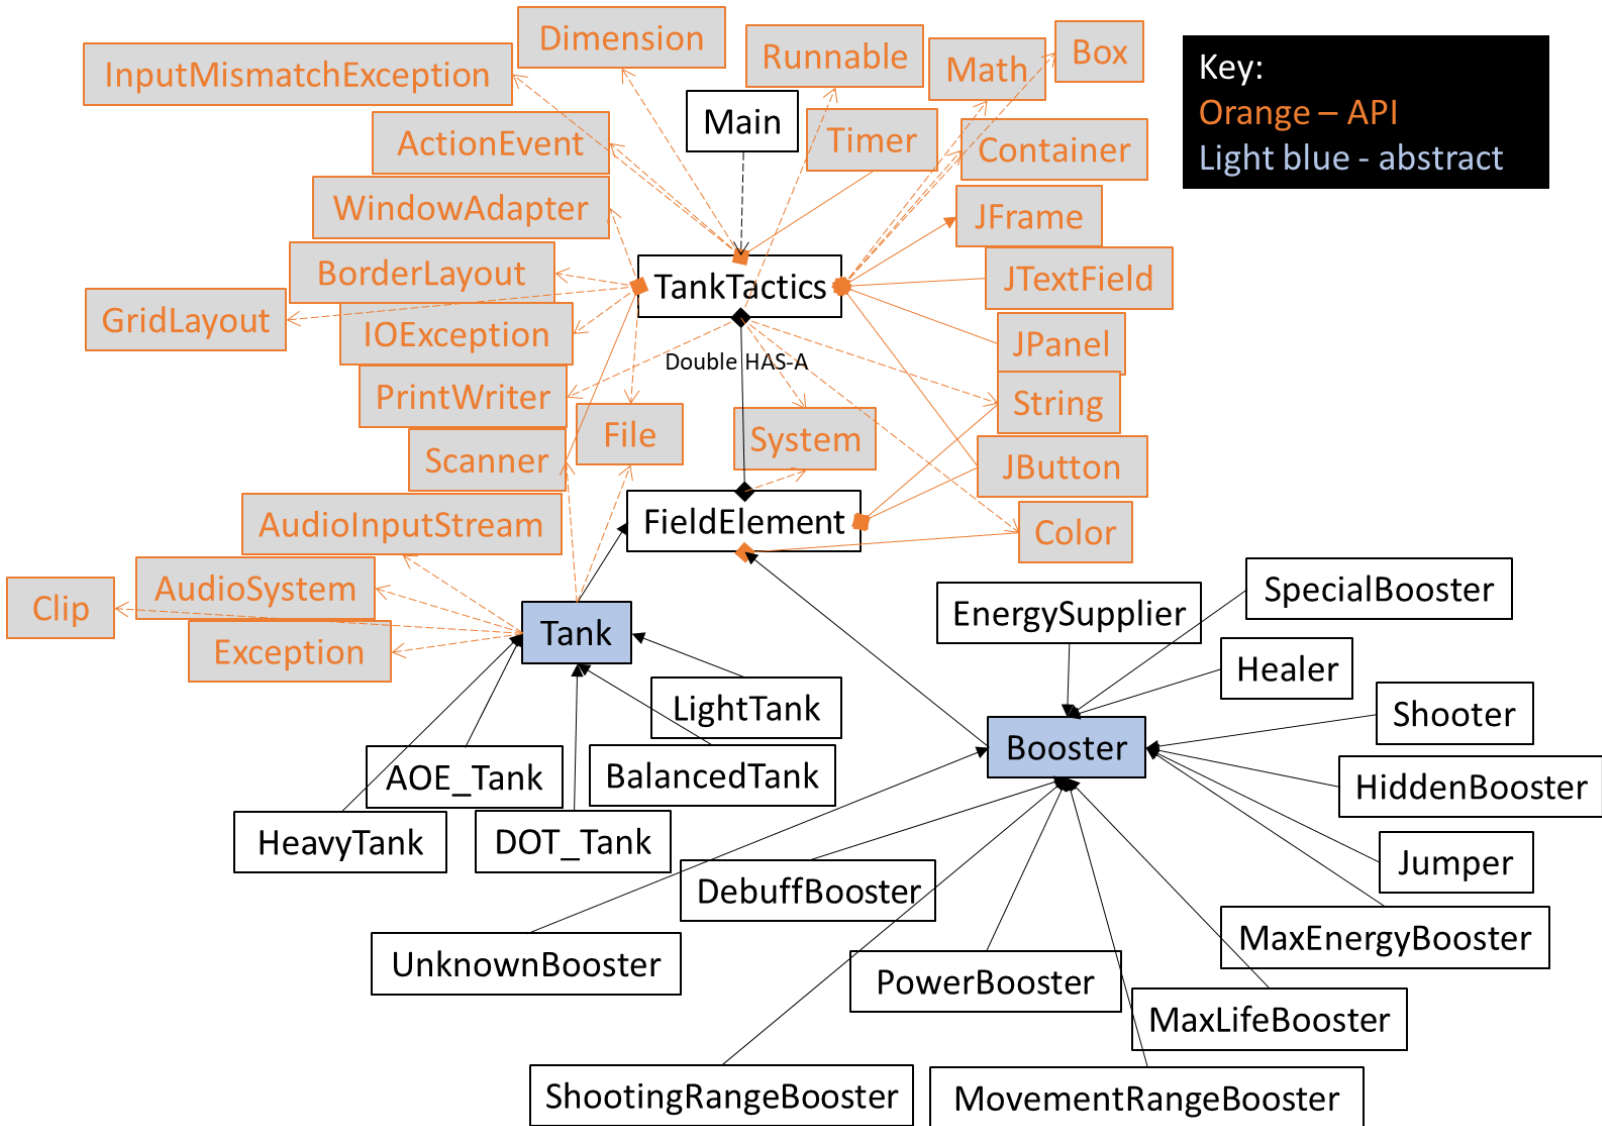 Dimension
Runnable
Box
InputMismatchException
Math
Key:
Orange – API
Light blue - abstract
Main
Timer
ActionEvent
Container
WindowAdapter
JFrame
BorderLayout
TankTactics
JTextField
GridLayout
IOException
JPanel
Double HAS-A
PrintWriter
String
File
System
Scanner
JButton
AudioInputStream
FieldElement
Color
AudioSystem
SpecialBooster
Clip
EnergySupplier
Tank
Exception
Healer
LightTank
Shooter
Booster
AOE_Tank
BalancedTank
HiddenBooster
HeavyTank
DOT_Tank
Jumper
DebuffBooster
MaxEnergyBooster
UnknownBooster
PowerBooster
MaxLifeBooster
ShootingRangeBooster
MovementRangeBooster